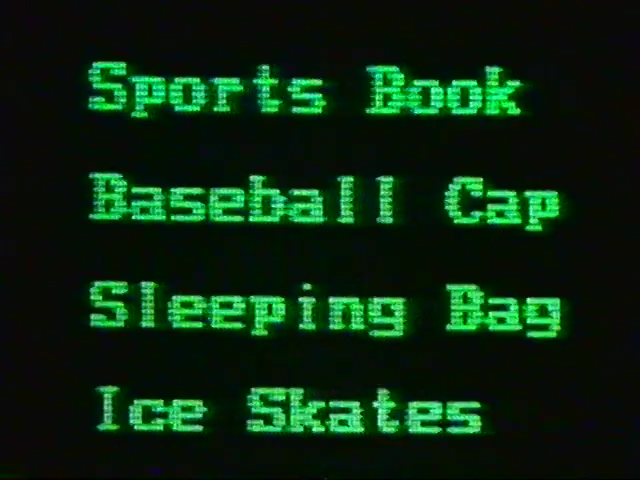 Sports Book
Baseball Cap
Sleeping Bag
Ice Skates